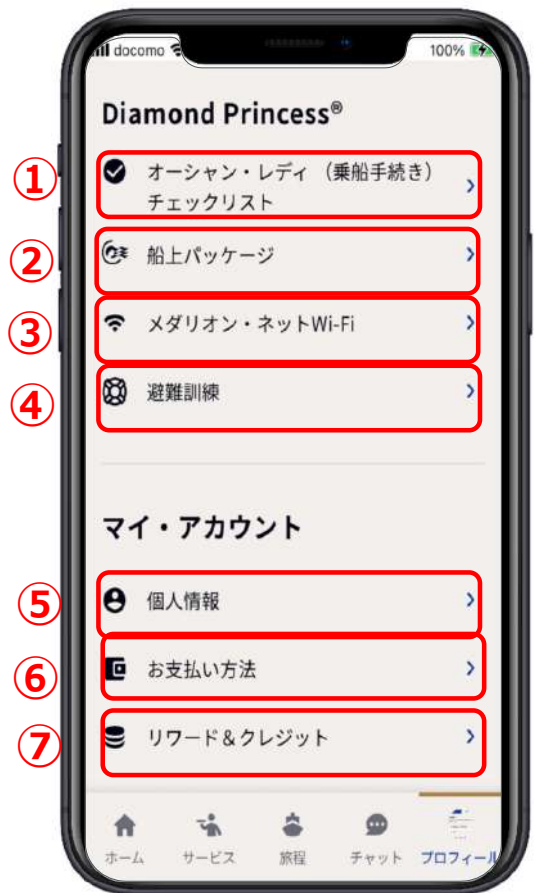 docomo
100%
Diamond Princess®
①
オーシャン・レディ （乗船手続き）
チェックリスト
②
船上パッケージ
③
メダリオン・ネットWi-Fi
④
避難訓練
マイ・アカウント
⑤
個人情報
⑥
お支払い方法
⑦
リワード＆クレジット
ホーム サービス 旅程 チャット プロフィール